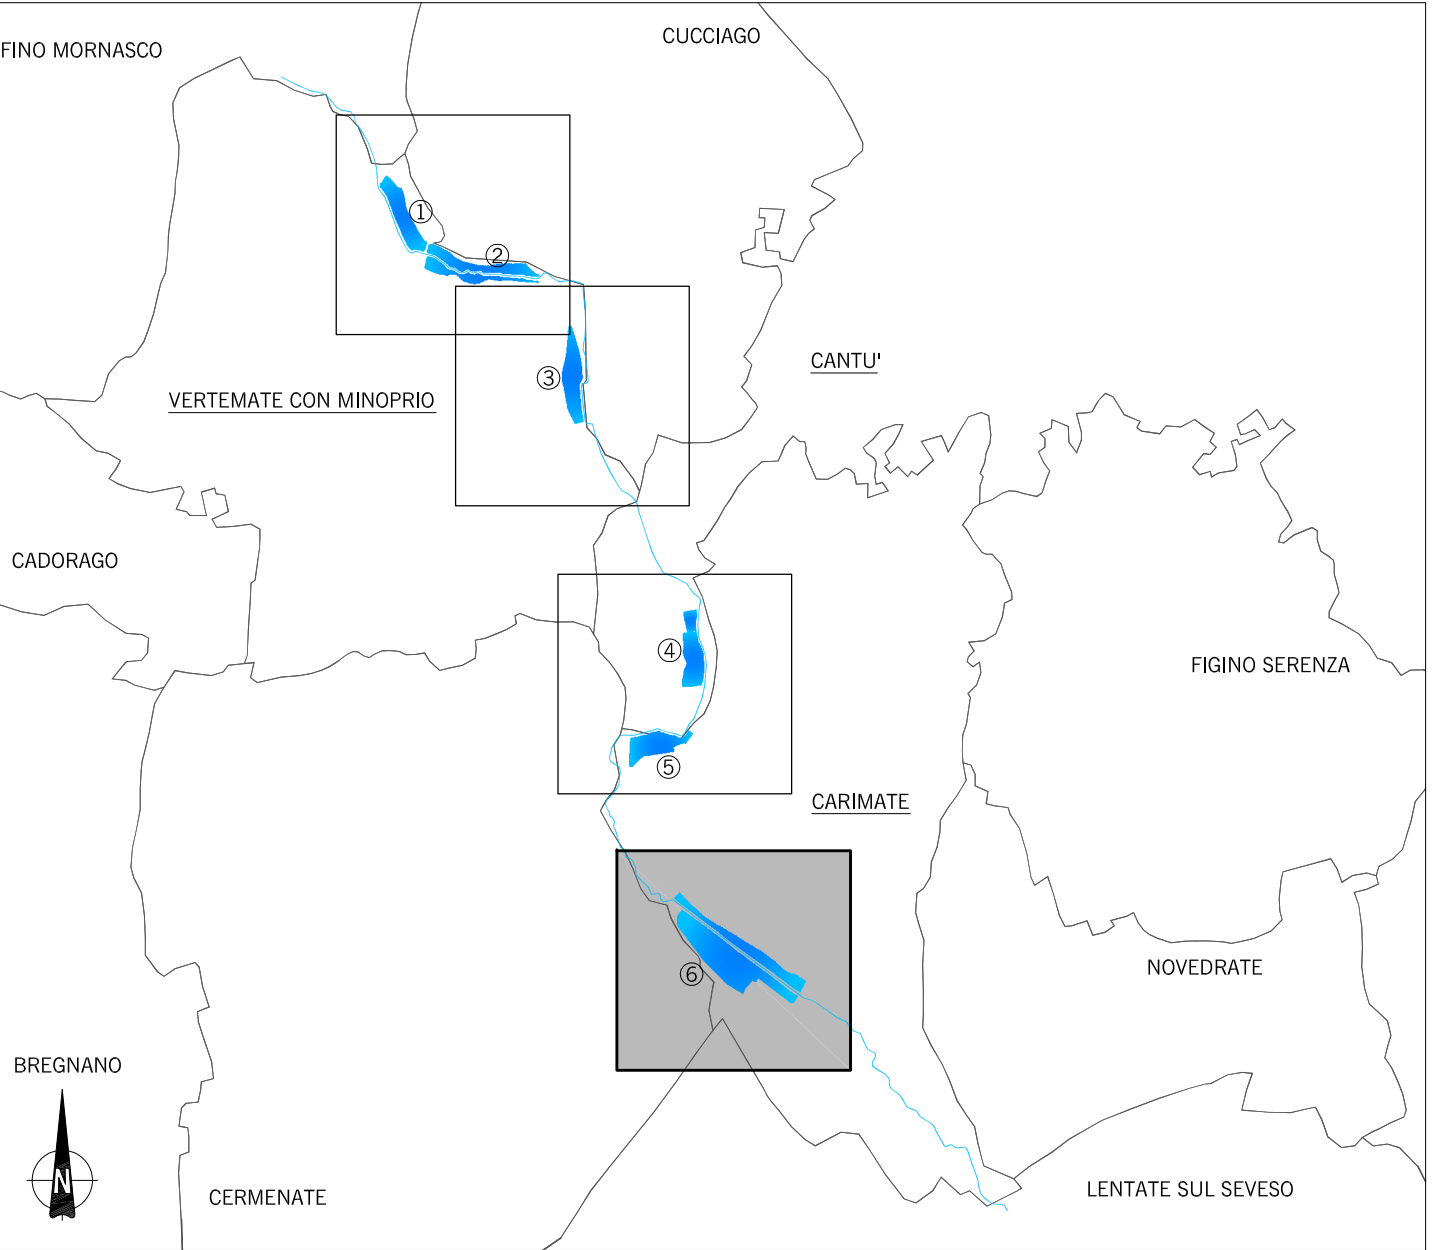 FINO MORNASCO
CUCCIAGO
①
②
③
CANTU'
VERTEMATE CON MINOPRIO
CADORAGO
④
FIGINO SERENZA
⑤
CARIMATE
⑥
NOVEDRATE
BREGNANO
N
CERMENATE
LENTATE SUL SEVESO